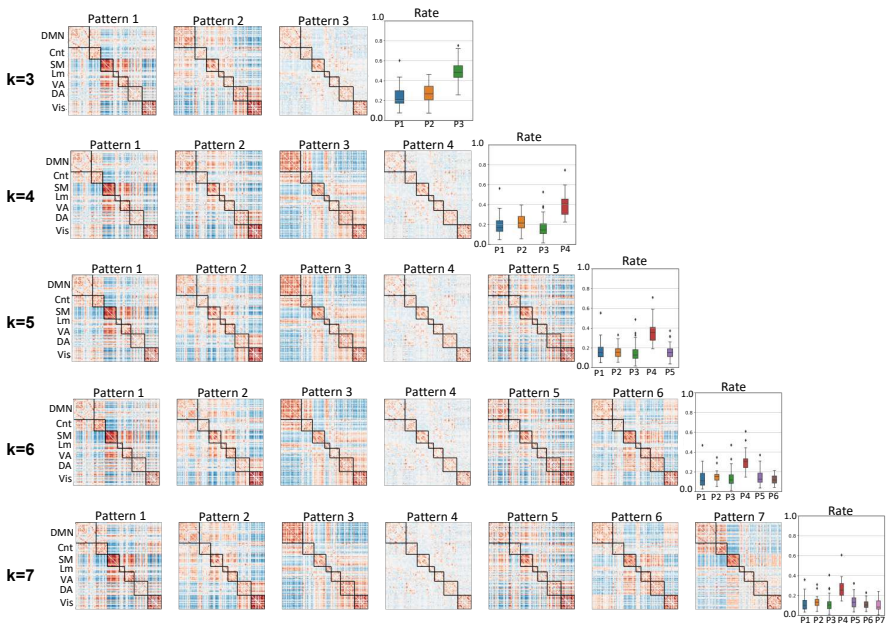 Pattern 1 Pattern 2 Pattern 3 1.0 Rate
DMN
Cnt
SM
Lm
VA
DA
Vis
k=3
0.8
0.6
0.4
0.2
0.0
P1 P2 P3
Pattern 1 Pattern 2 Pattern 3 Pattern 4 1.0 Rate
DMN
Cnt
SM
Lm
VA
DA
Vis
k=4
0.8
0.6
0.4
0.2
0.0
P1 P2 P3 P4
Pattern 1 Pattern 2 Pattern 3 Pattern 4 Pattern 5 1.0 Rate
DMN
Cnt
SM
Lm
VA
DA
Vis
k=5
0.8
0.6
0.4
0.2
0.0
P1 P2 P3 P4 P5
Pattern 1 Pattern 2 Pattern 3 Pattern 4 Pattern 5 Pattern 6 1.0 Rate
DMN
Cnt
SM
Lm
VA
DA
Vis
k=6
0.8
0.6
0.4
0.2
0.0
P1 P2 P3 P4 P5 P6
Pattern 1 Pattern 2 Pattern 3 Pattern 4 Pattern 5 Pattern 6 Pattern 7 1.0 Rate
DMN
Cnt
SM
Lm
VA
DA
Vis
k=7
0.8
0.6
0.4
0.2
0.0
P1 P2 P3 P4 P5 P6 P7